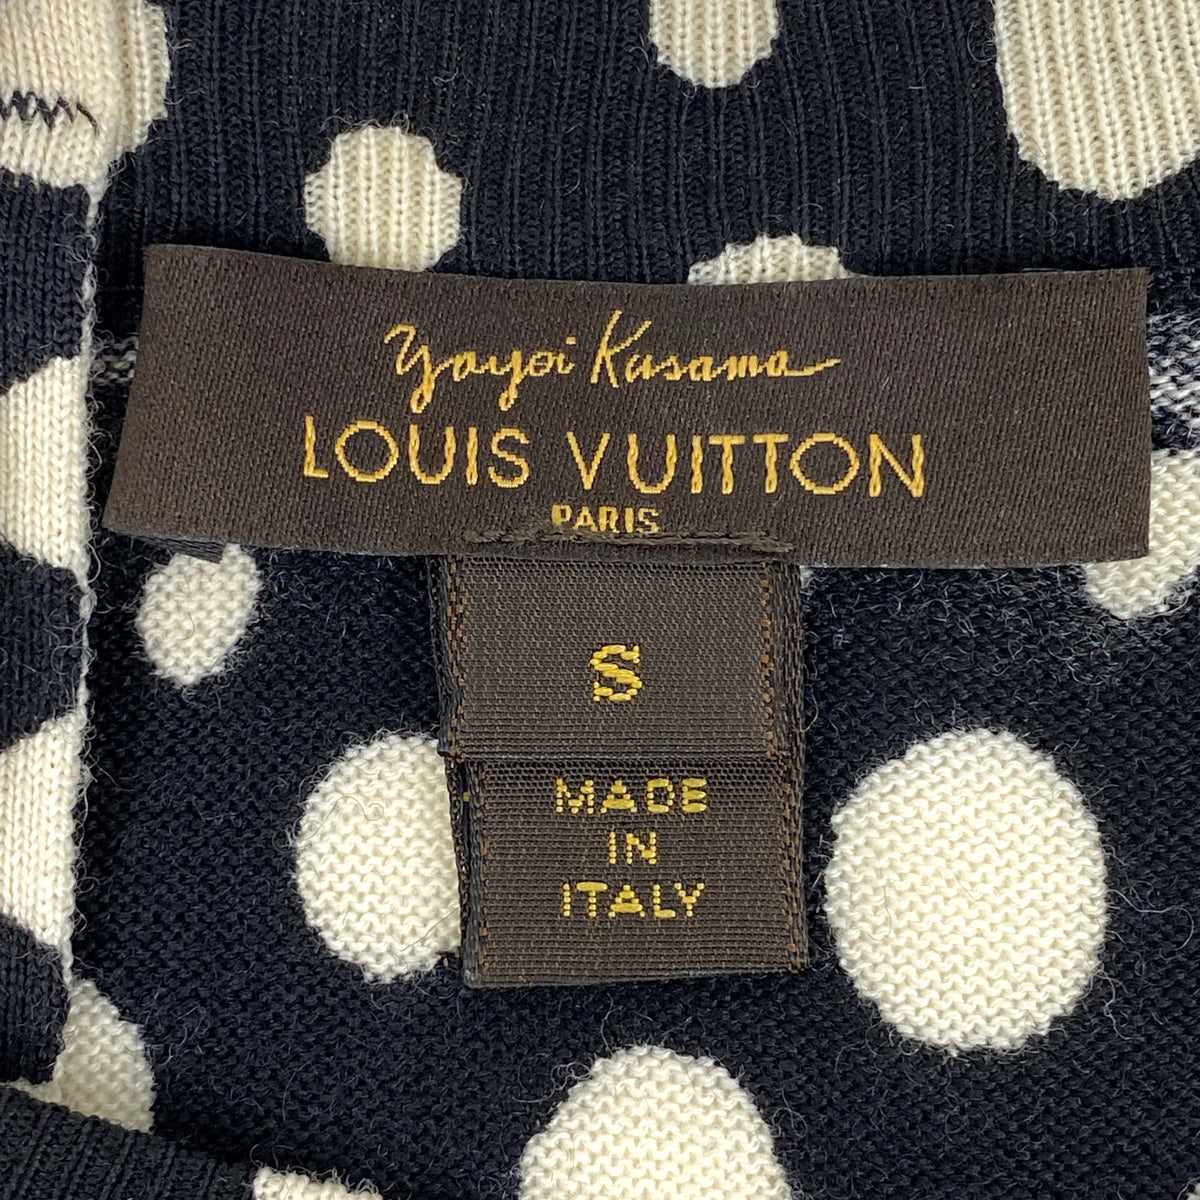 Yayoi Kusama
LOUIS VUITTON
PARIS
S
MADE
IN
ITALY